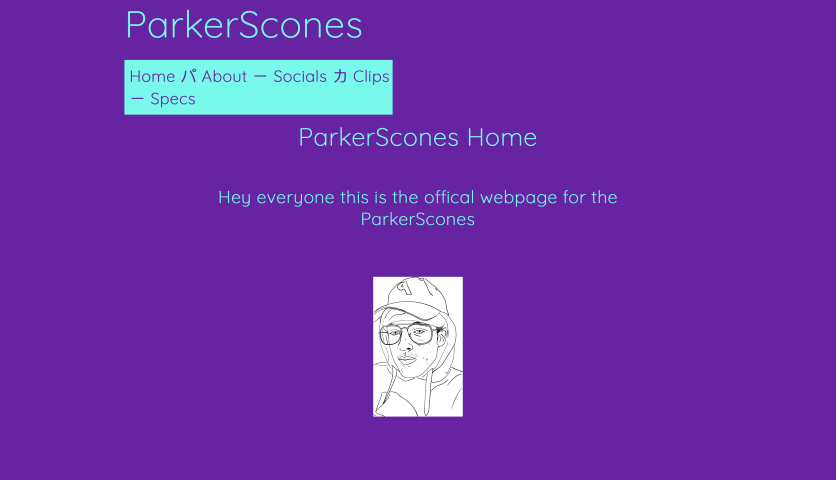 ParkerScones
Home パ About ー Socials カ Clips
ー Specs
ParkerScones Home
Hey everyone this is the offical webpage for the
ParkerScones